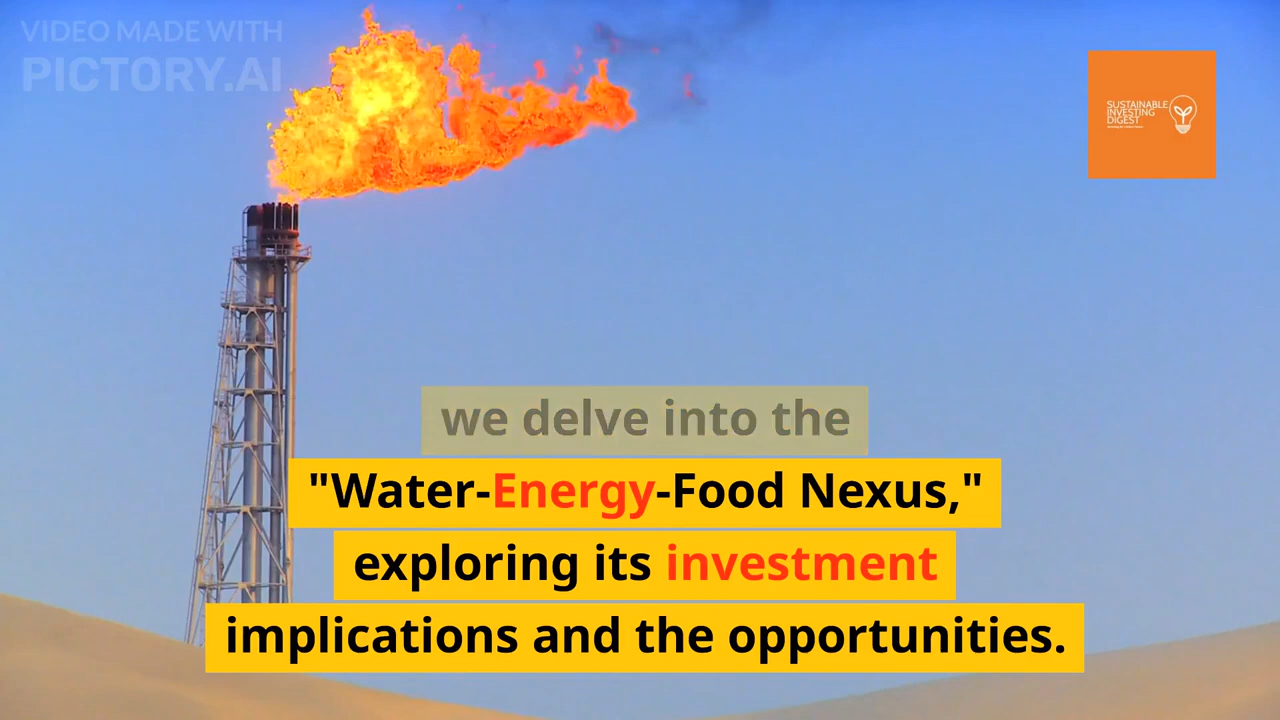 VIDEO MADE WITH
PICTORY.AI
SUSTAINABLE
INVESTING
DIGEST
we delve into the
"Water-Energy-Food Nexus,"
exploring its investment
implications and the opportunities.